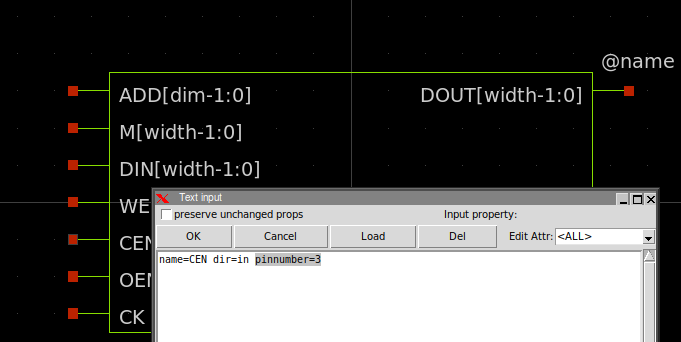 @name
ADD[dim-1:0]
DOUT[width-1:0]
M[width-1:0]
DIN[width-1:0]
WE
CEN
OEN
CK
Text input
preserve unchanged props
Input property:
OK
Cancel
Load
Del
Edit Attr:
<ALL>
name=CEN dir=in pinnumber=3